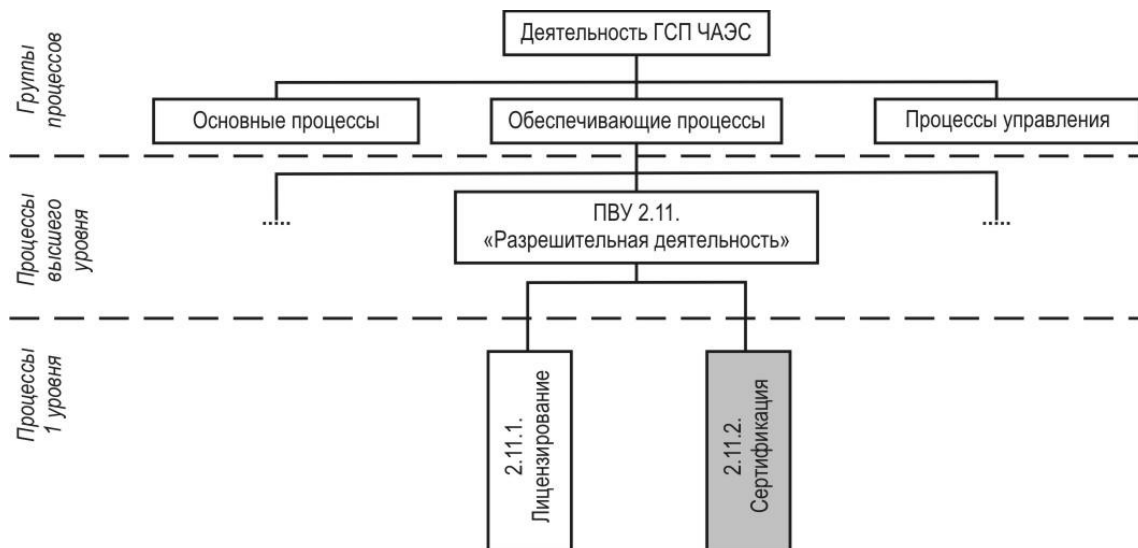 Деятельность ГСП ЧАЭС
Группы
процессов
Основные процессы
Обеспечивающие процессы
Процессы управления
Процессы
высшего
уровня
.....
ПВУ 2.11.
«Разрешительная деятельность»
.....
Процессы
1 уровня
2.11.1.
Лицензирование
2.11.2.
Сертификация